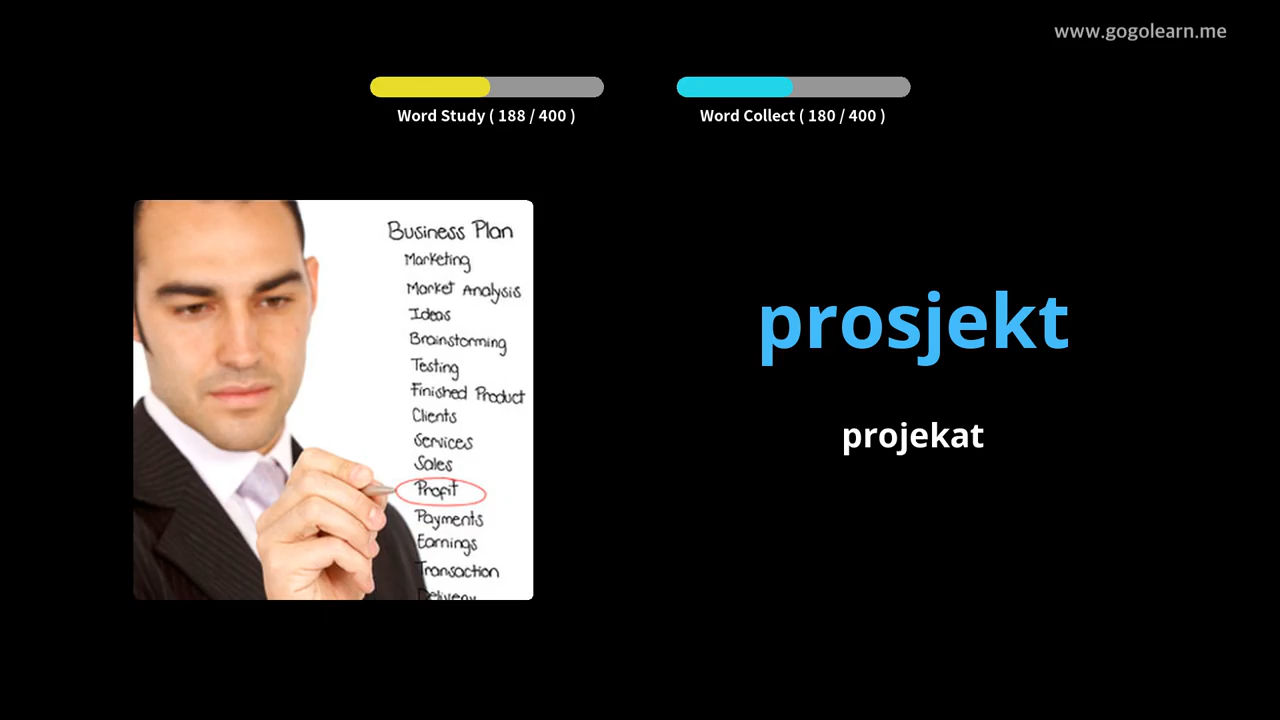 www.gogolearn.me
Word Study ( 188 / 400 )
Word Collect ( 180 / 400 )
Business Plan
Marketing
Market Analysis
Ideas
Brainstorming
Testing
Finished Product
Clients
Services
Sales
Profit
Payments
Earnings
Transaction
Delivery
prosjekt
projekat